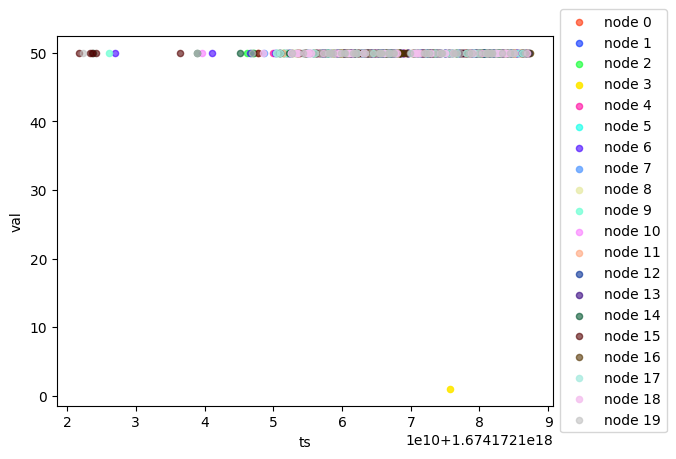 50
40
30
20
10
0
val
2 3 4 5 6 7 8 9
ts
1e10+1.6741721e18
node 0
node 1
node 2
node 3
node 4
node 5
node 6
node 7
node 8
node 9
node 10
node 11
node 12
node 13
node 14
node 15
node 16
node 17
node 18
node 19